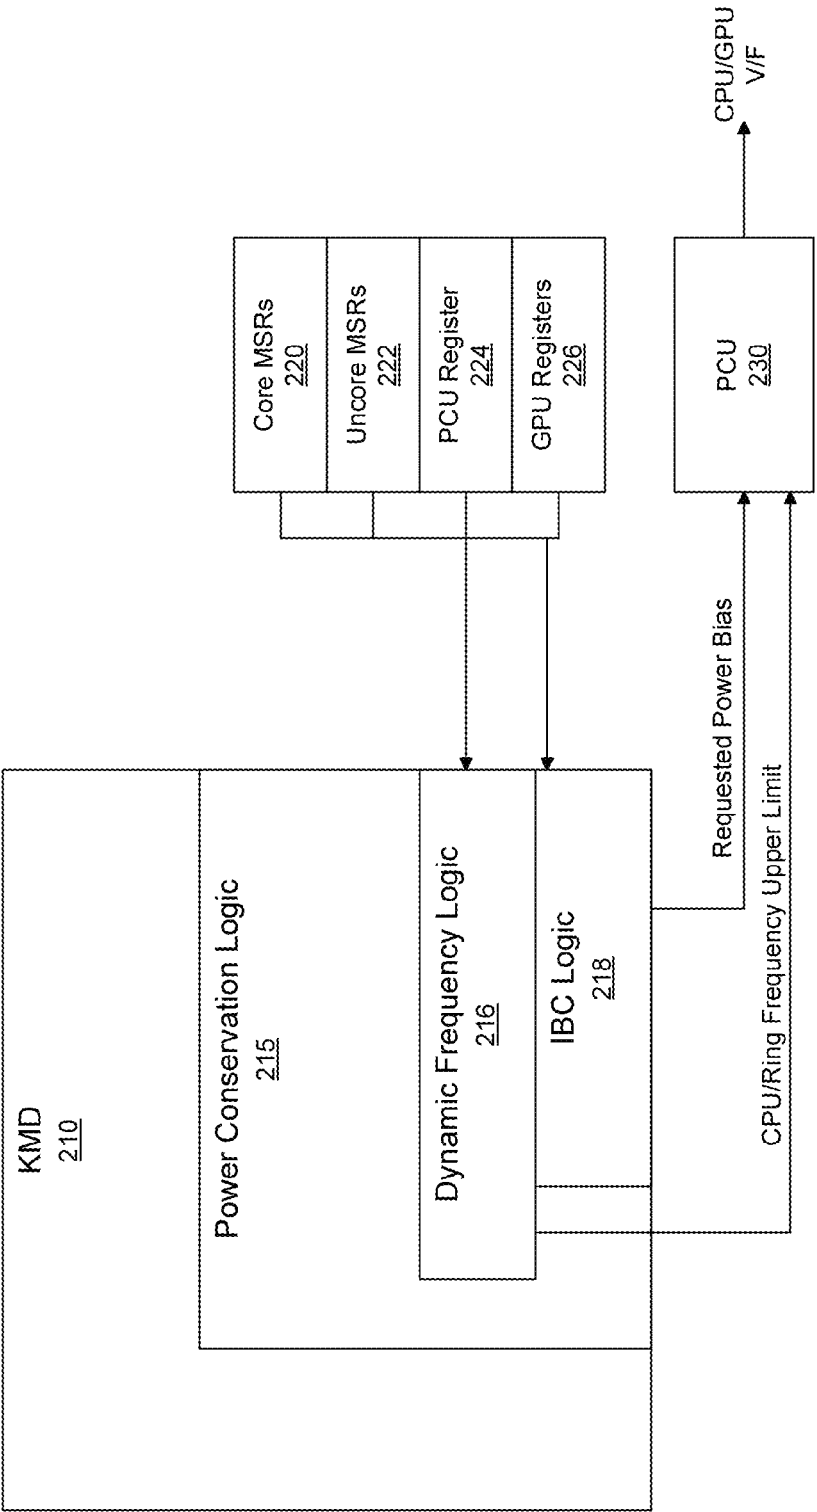 KMD
210
Power Conservation Logic
215
Dynamic Frequency Logic
216
IBC Logic
218
Core MSRs
220
Uncore MSRs
222
PCU Register
224
GPU Registers
226
Requested Power Bias
CPU/Ring Frequency Upper Limit
PCU
230
CPU/GPU
V/F